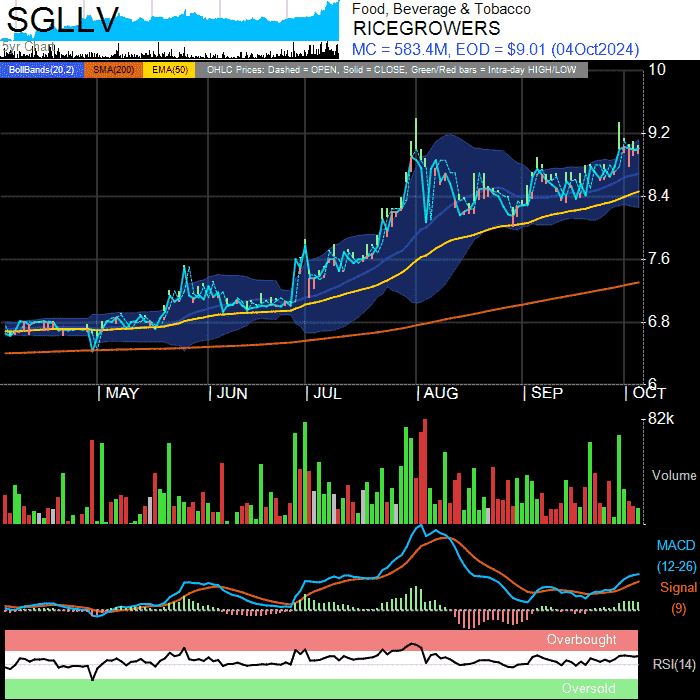 SGLLV
5yr Chart
Food, Beverage & Tobacco
RICEGROWERS
MC = 583.4M, EOD = $9.01 (04Oct2024)
BollBands(20,2) SMA(200) EMA(50) OHLC Prices: Dashed = OPEN, Solid = CLOSE, Green/Red bars = Intra-day HIGH/LOW
10
9.2
8.4
7.6
6.8
6
| MAY | JUN | JUL | AUG | SEP | OCT
82k
Volume
MACD
(12-26)
Signal
(9)
Overbought
RSI(14)
Oversold